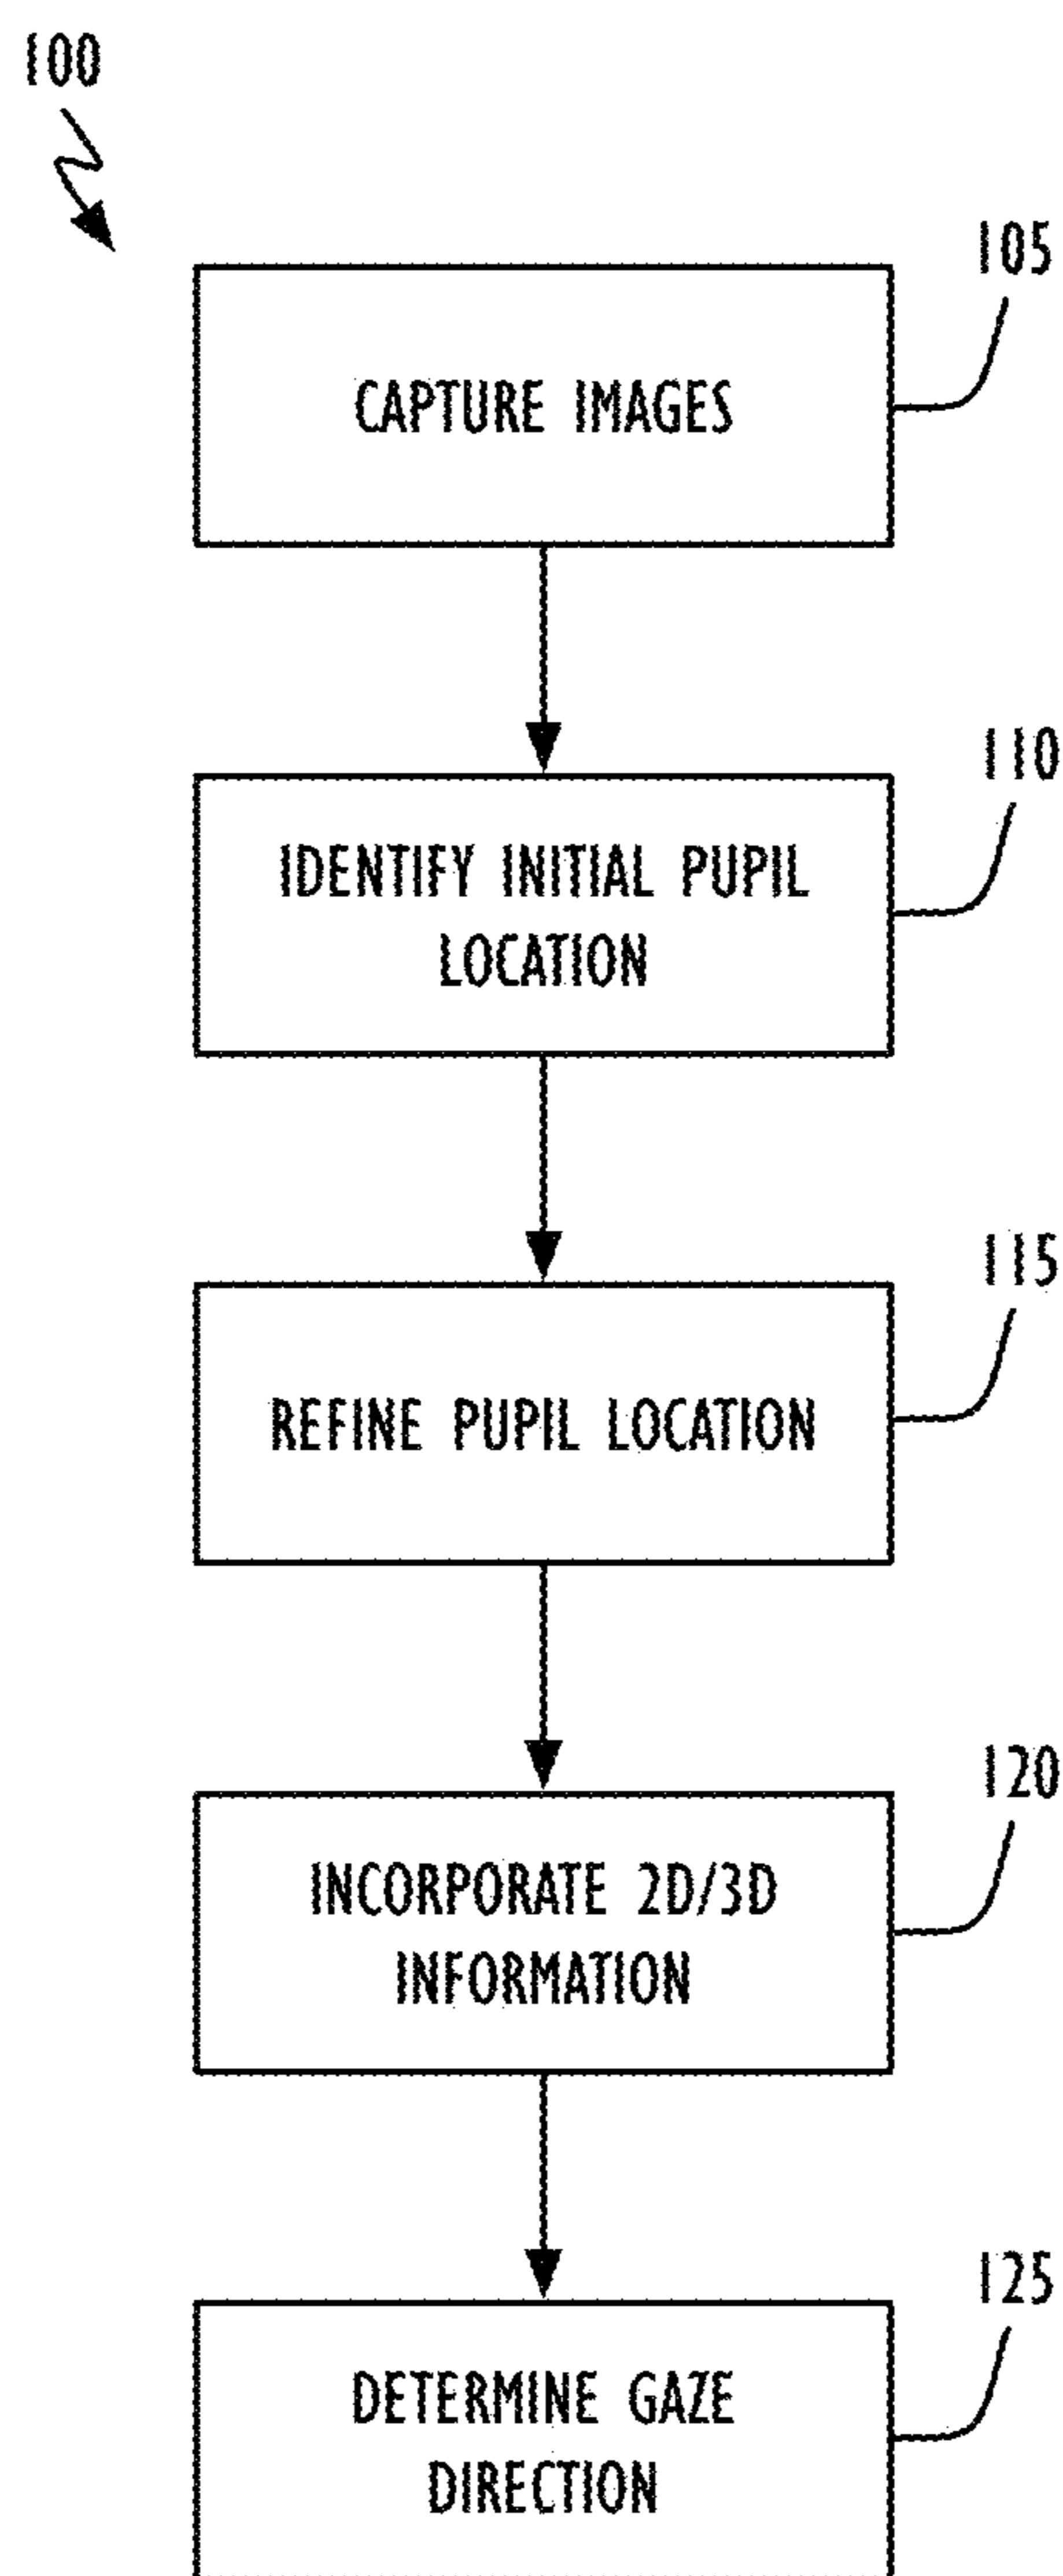 100
105
CAPTURE IMAGES
110
IDENTIFY INITIAL PUPIL
LOCATION
115
REFINE PUPIL LOCATION
120
INCORPORATE 2D/3D
INFORMATION
125
DETERMINE GAZE
DIRECTION